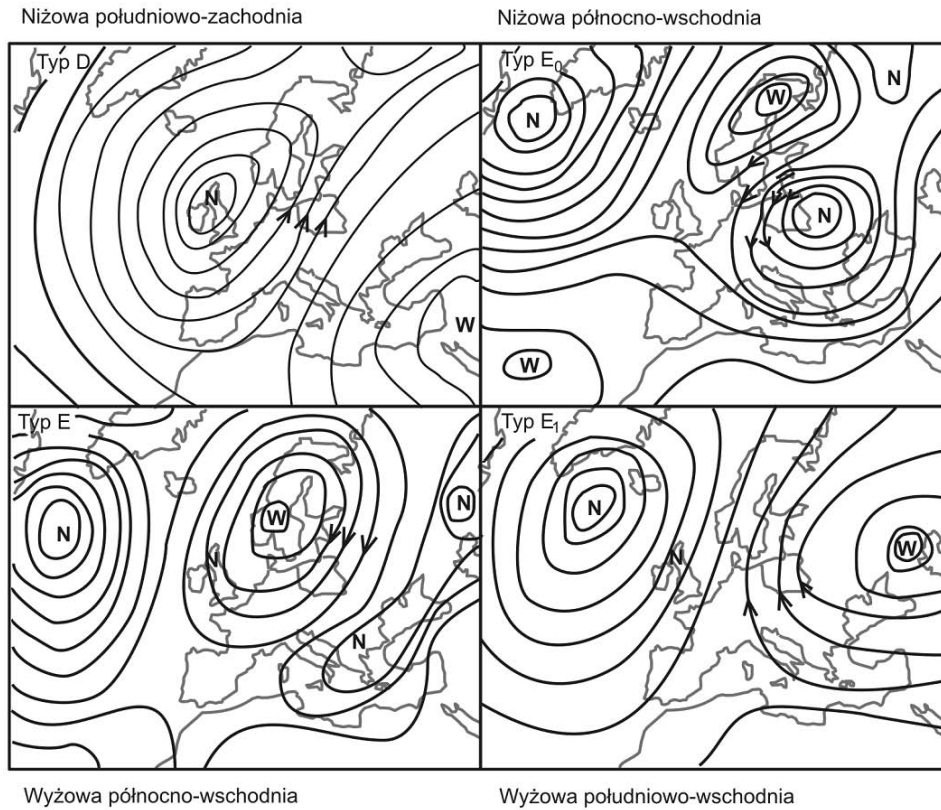 Niżowa południowo-zachodnia
Niżowa północno-wschodnia
Typ D
N
W
Typ E₀
N
W
N
N
W
Typ E
N
W
N
N
N
Typ E₁
N
N
W
Wyżowa północno-wschodnia
Wyżowa południowo-wschodnia